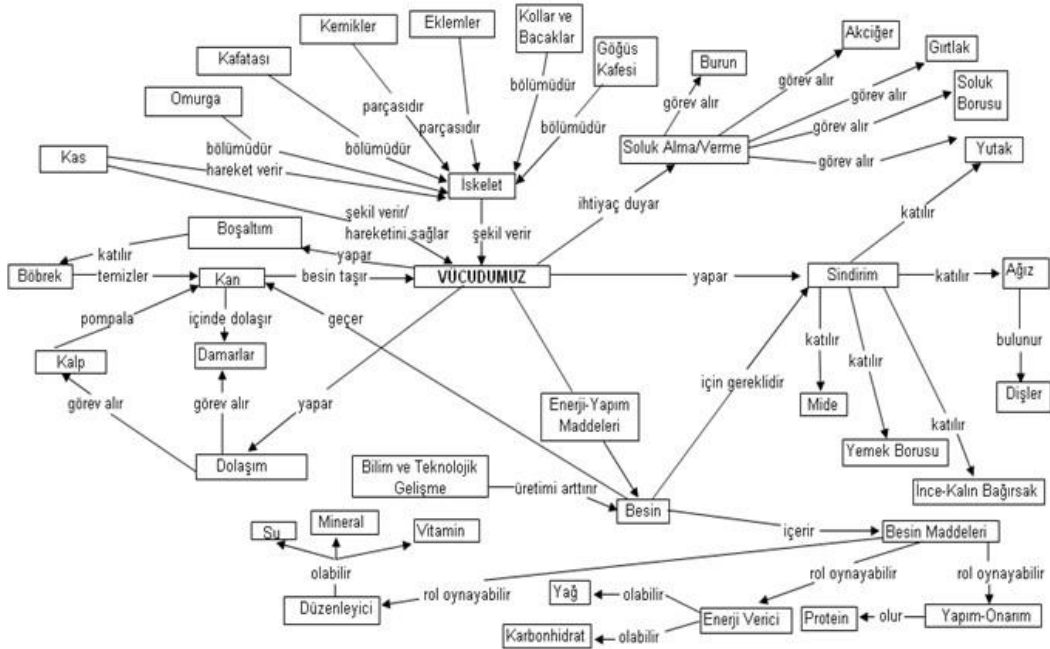 Kemikler
Eklemler
Kollar ve
Bacaklar
Göğüs
Kafesi
Kafatası
Omurga
Kas
parçasıdır
parçasıdır
bölümüdür
bölümüdür
bölümüdür
bölümüdür
hareket verir
İskelet
şekil verir/
hareketini sağlar
şekil verir
Burun
Akciğer
Gırtlak
Soluk
Borusu
Yutak
görev alır
görev alır
görev alır
görev alır
Soluk Alma/Verme
ihtiyaç duyar
katılır
Boşaltım
katılır
yapar
Böbrek
temizler
Kan
besin taşır
VÜCUDUMUZ
yapar
Sindirim
katılır
Ağız
bulunur
Dişler
pompala
içinde dolaşır
geçer
Kalp
Damarlar
görev alır
görev alır
yapar
Dolaşım
için gereklidir
katılır
Mide
katılır
Yemek Borusu
katılır
İnce-Kalın Bağırsak
Enerji-Yapım
Maddeleri
Bilim ve Teknolojik
Gelişme
üretimi arttırır
Besin
içerir
Besin Maddeleri
Su
Mineral
Vitamin
olabilir
Düzenleyici
rol oynayabilir
rol oynayabilir
rol oynayabilir
Yağ
olabilir
Karbonhidrat
olabilir
Enerji Verici
Protein
olur
Yapım-Onarım